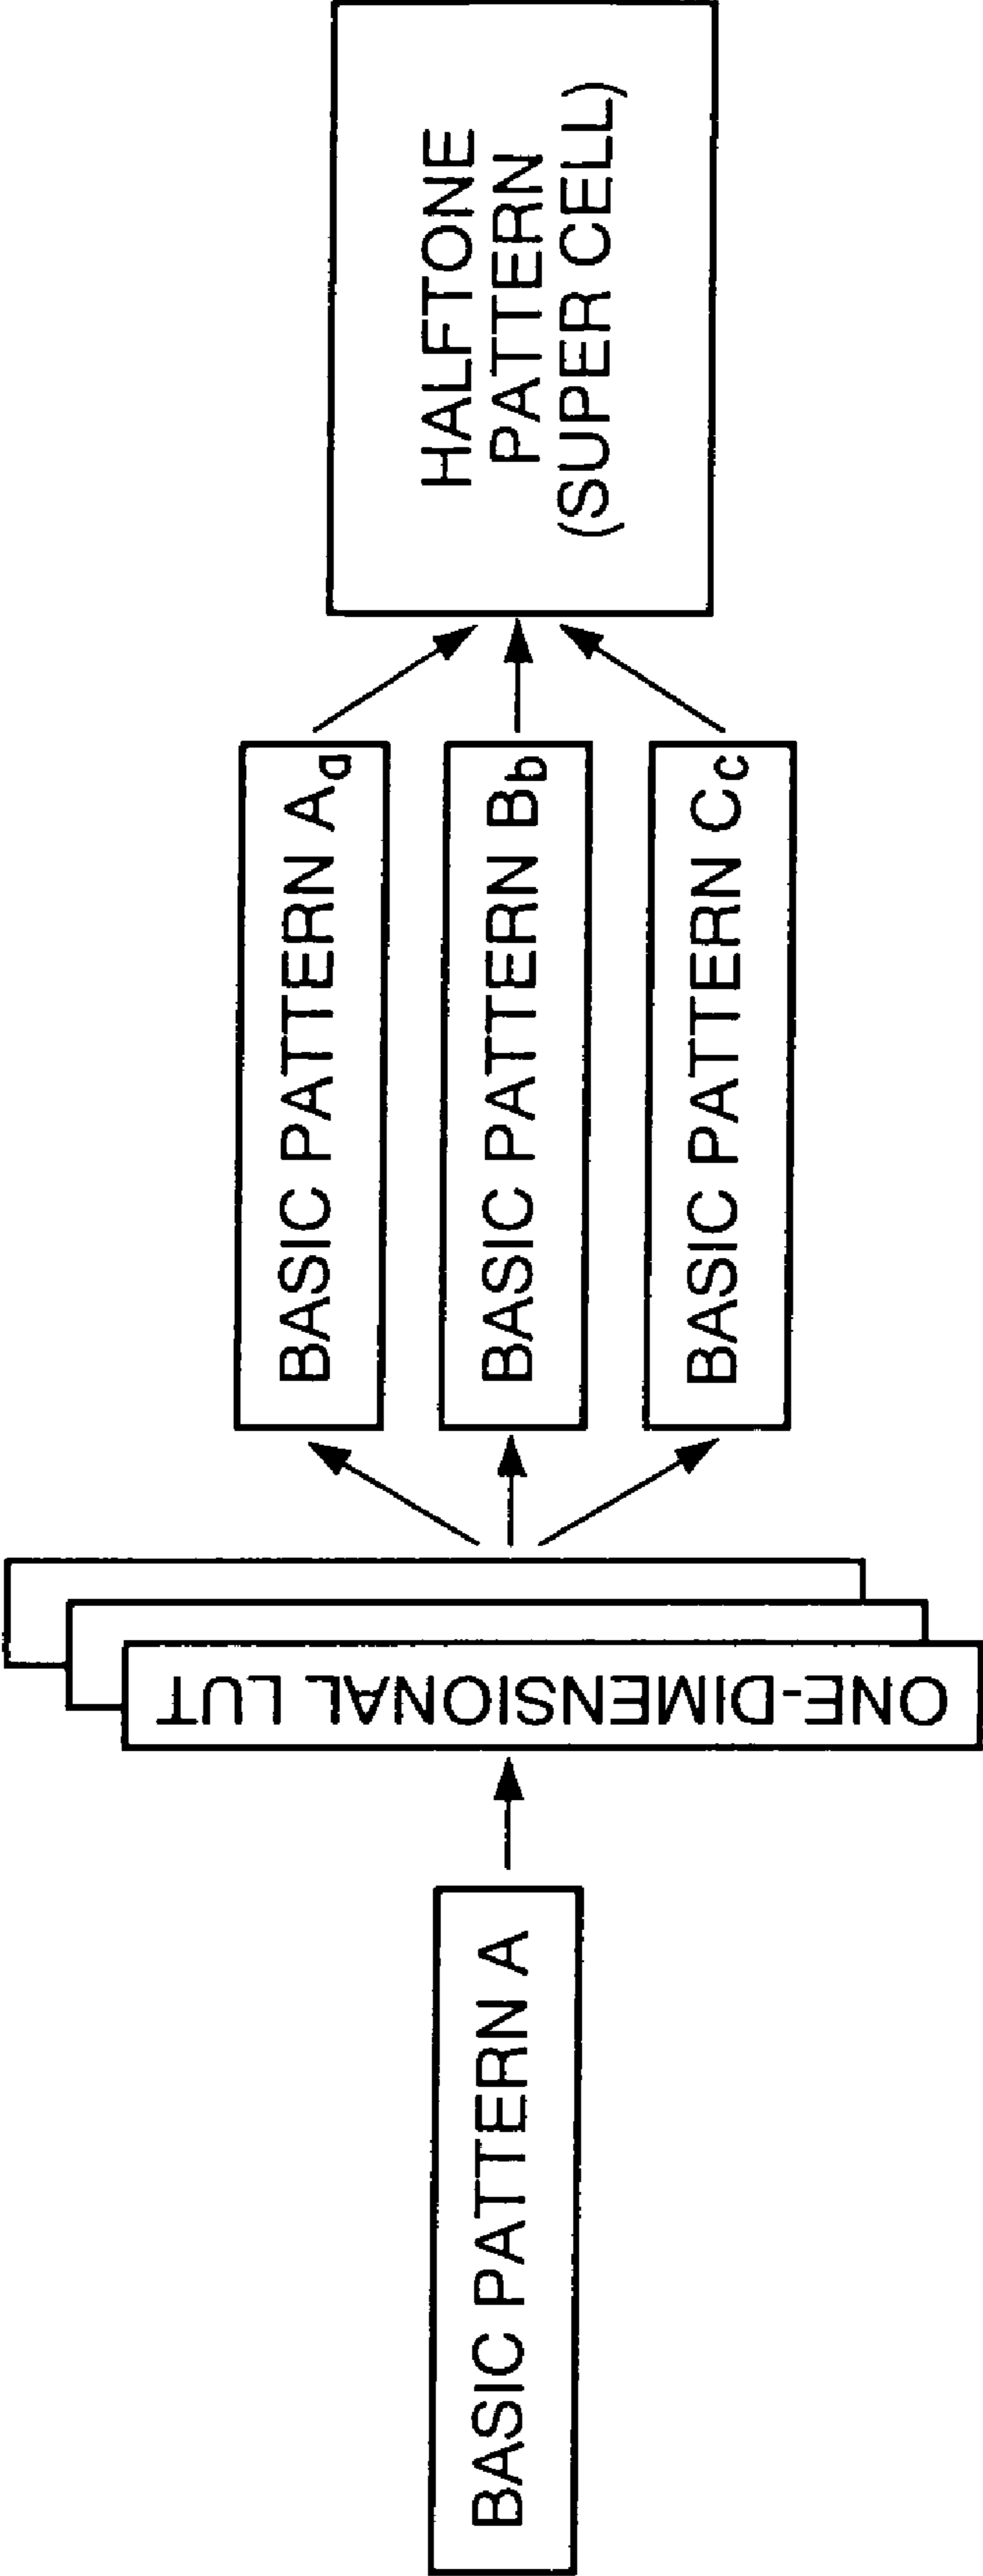 BASIC PATTERN A
ONE-DIMENSIONAL LUT
BASIC PATTERN Aa
BASIC PATTERN Bb
BASIC PATTERN Cc
HALFTONE
PATTERN
(SUPER CELL)